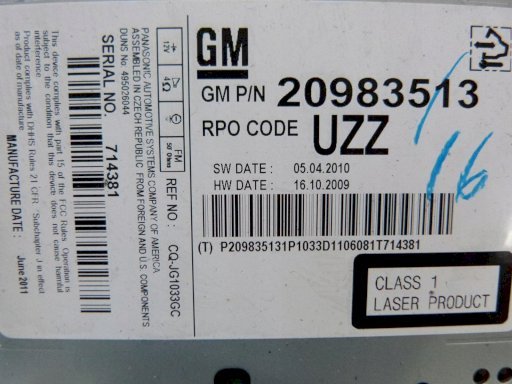 GM
GM P/N 20983513
RPO CODE UZZ
SW DATE : 05.04.2010
HW DATE : 16.10.2009
(T) P209835131P1033D1106081T714381
CLASS 1
LASER PRODUCT
16
12V
4Ω
FM
50 Ohms
REF NO : CQ-JG1033GC
PANASONIC AUTOMOTIVE SYSTEMS COMPANY OF AMERICA
ASSEMBLED IN CZECH REPUBLIC FROM FOREIGN AND U.S. COMPONENTS
DUNS No. 495026044
SERIAL NO. 714381
This device complies with part 15 of the FCC Rules. Operation is
subject to the condition that this device does not cause harmful
interference
Product complies with DHHS Rules 21 CFR Subchapter J in effect
as of date of manufacture.
MANUFACTURE DATE : June 2011